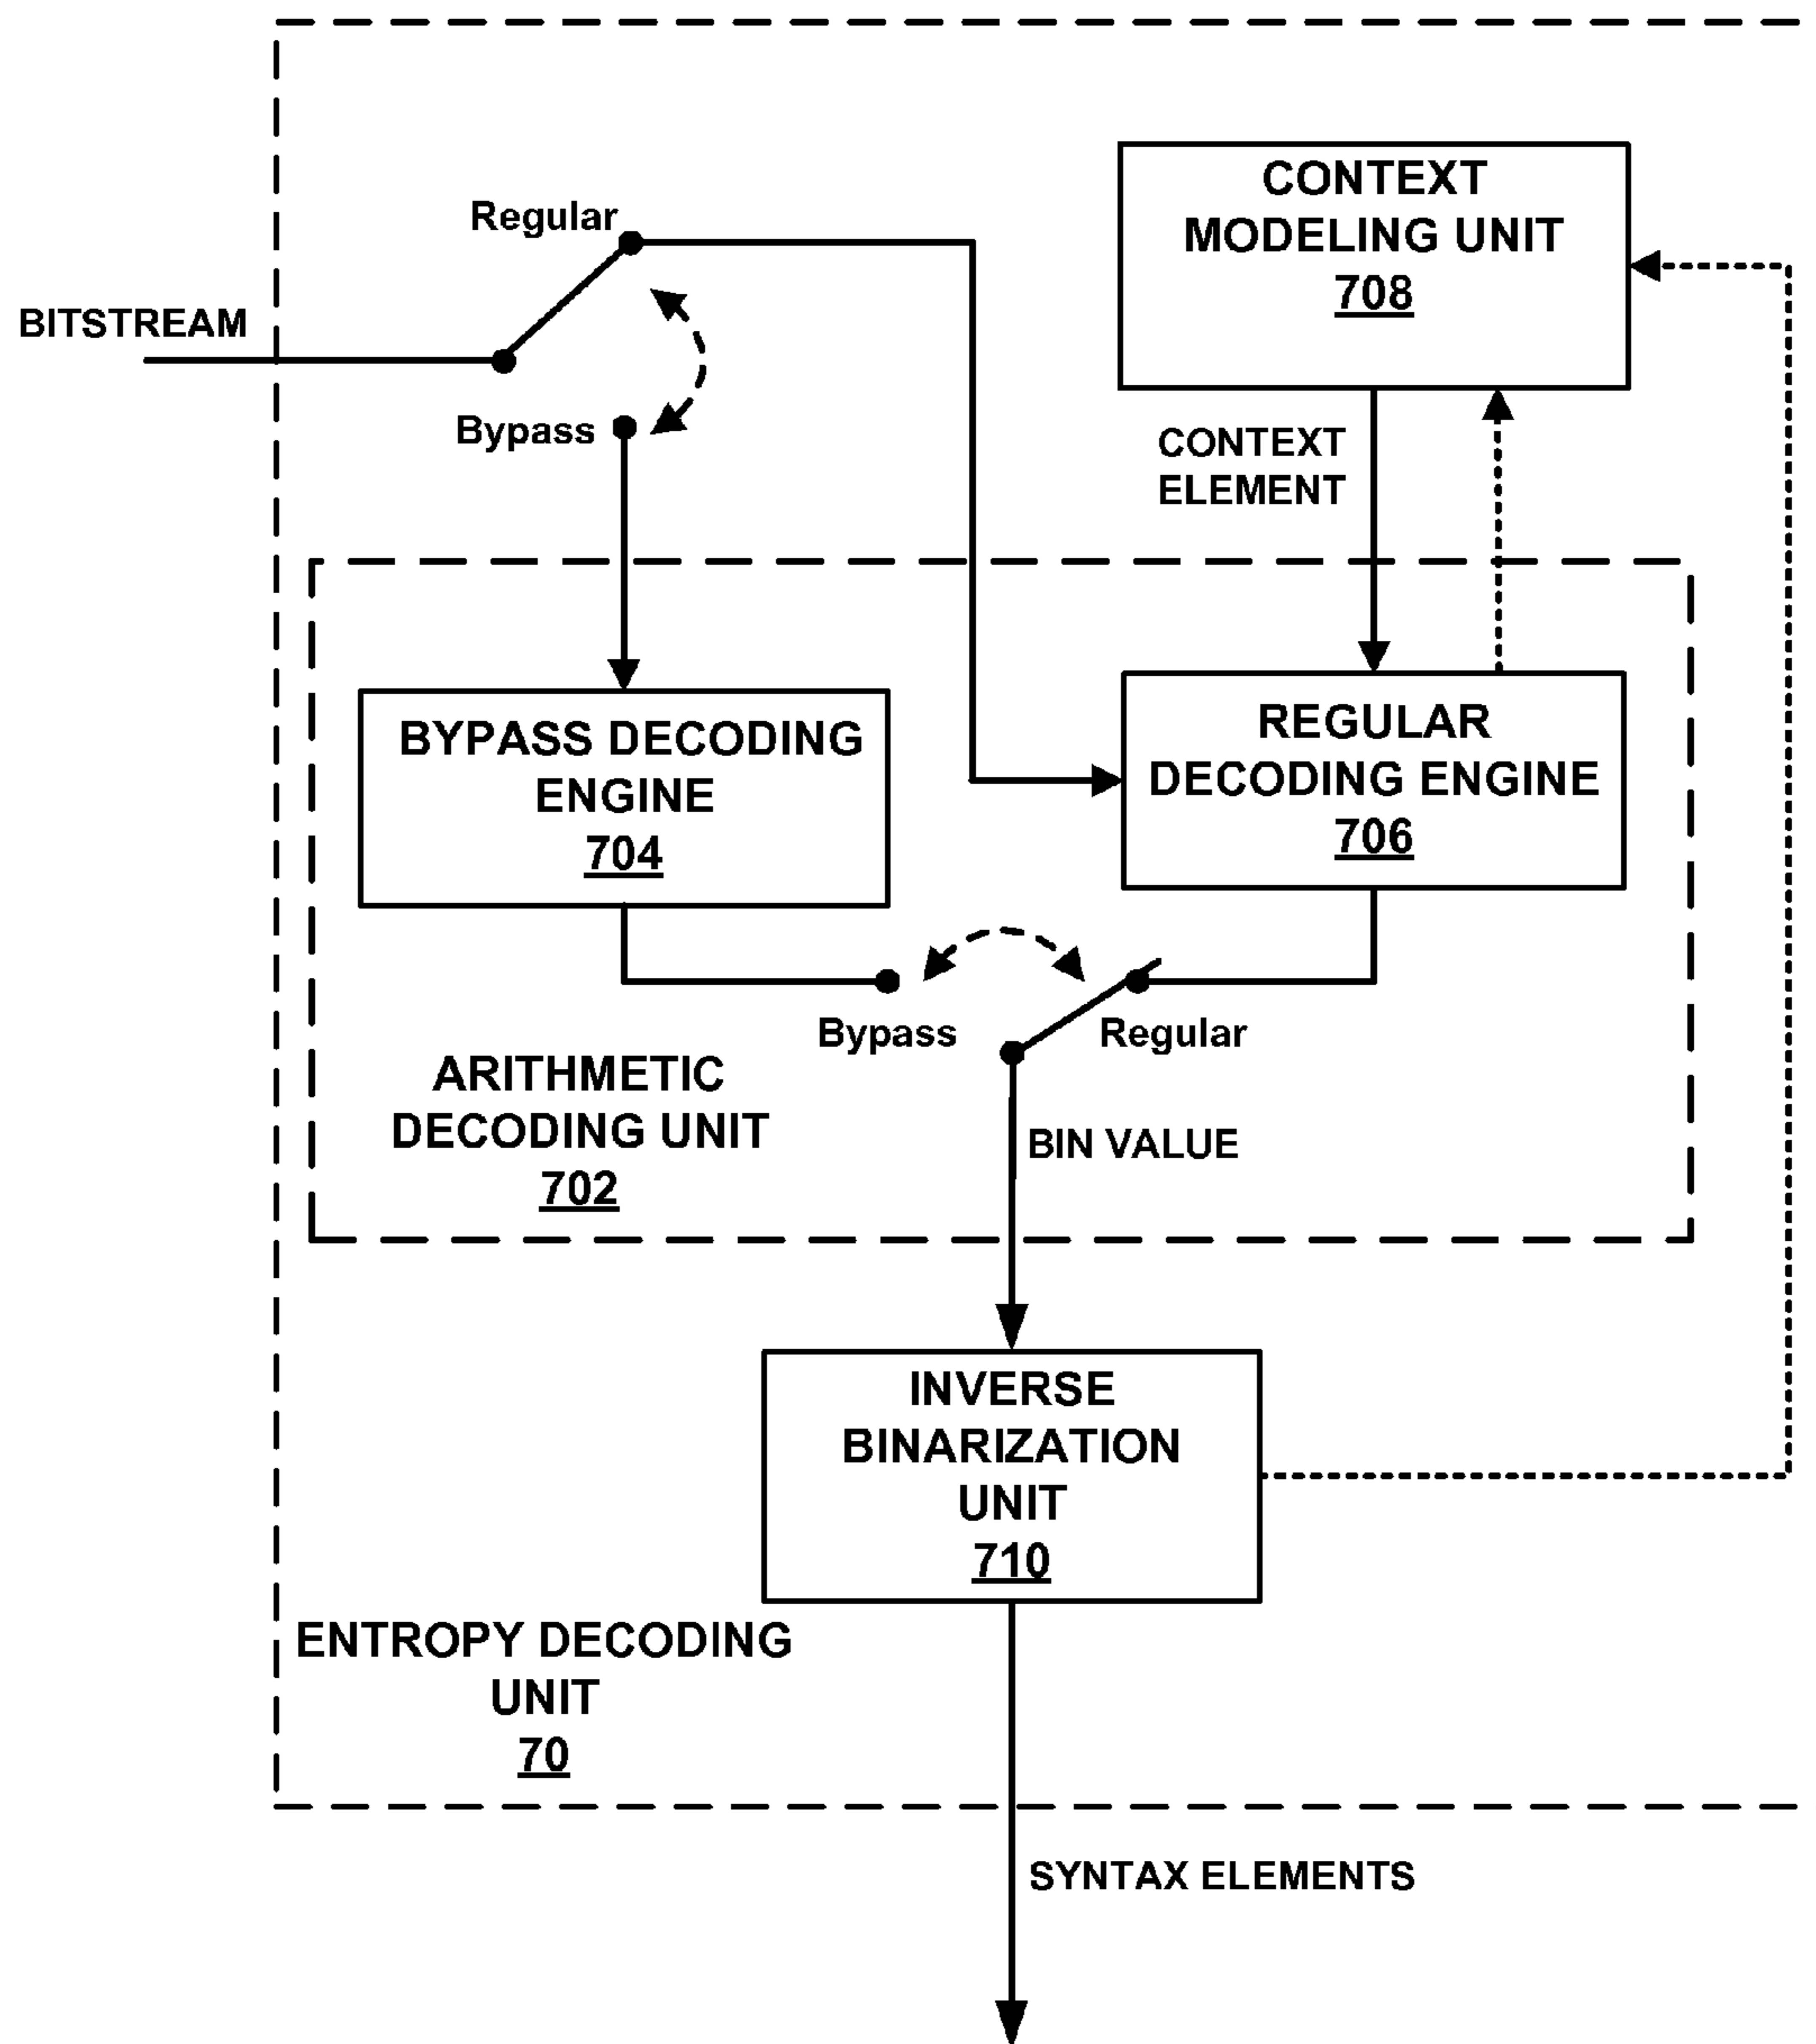 CONTEXT
MODELING UNIT
708
Regular
BITSTREAM
Bypass
CONTEXT
ELEMENT
BYPASS DECODING
ENGINE
704
REGULAR
DECODING ENGINE
706
Bypass
Regular
ARITHMETIC
DECODING UNIT
702
BIN VALUE
INVERSE
BINARIZATION
UNIT
710
ENTROPY DECODING
UNIT
70
SYNTAX ELEMENTS